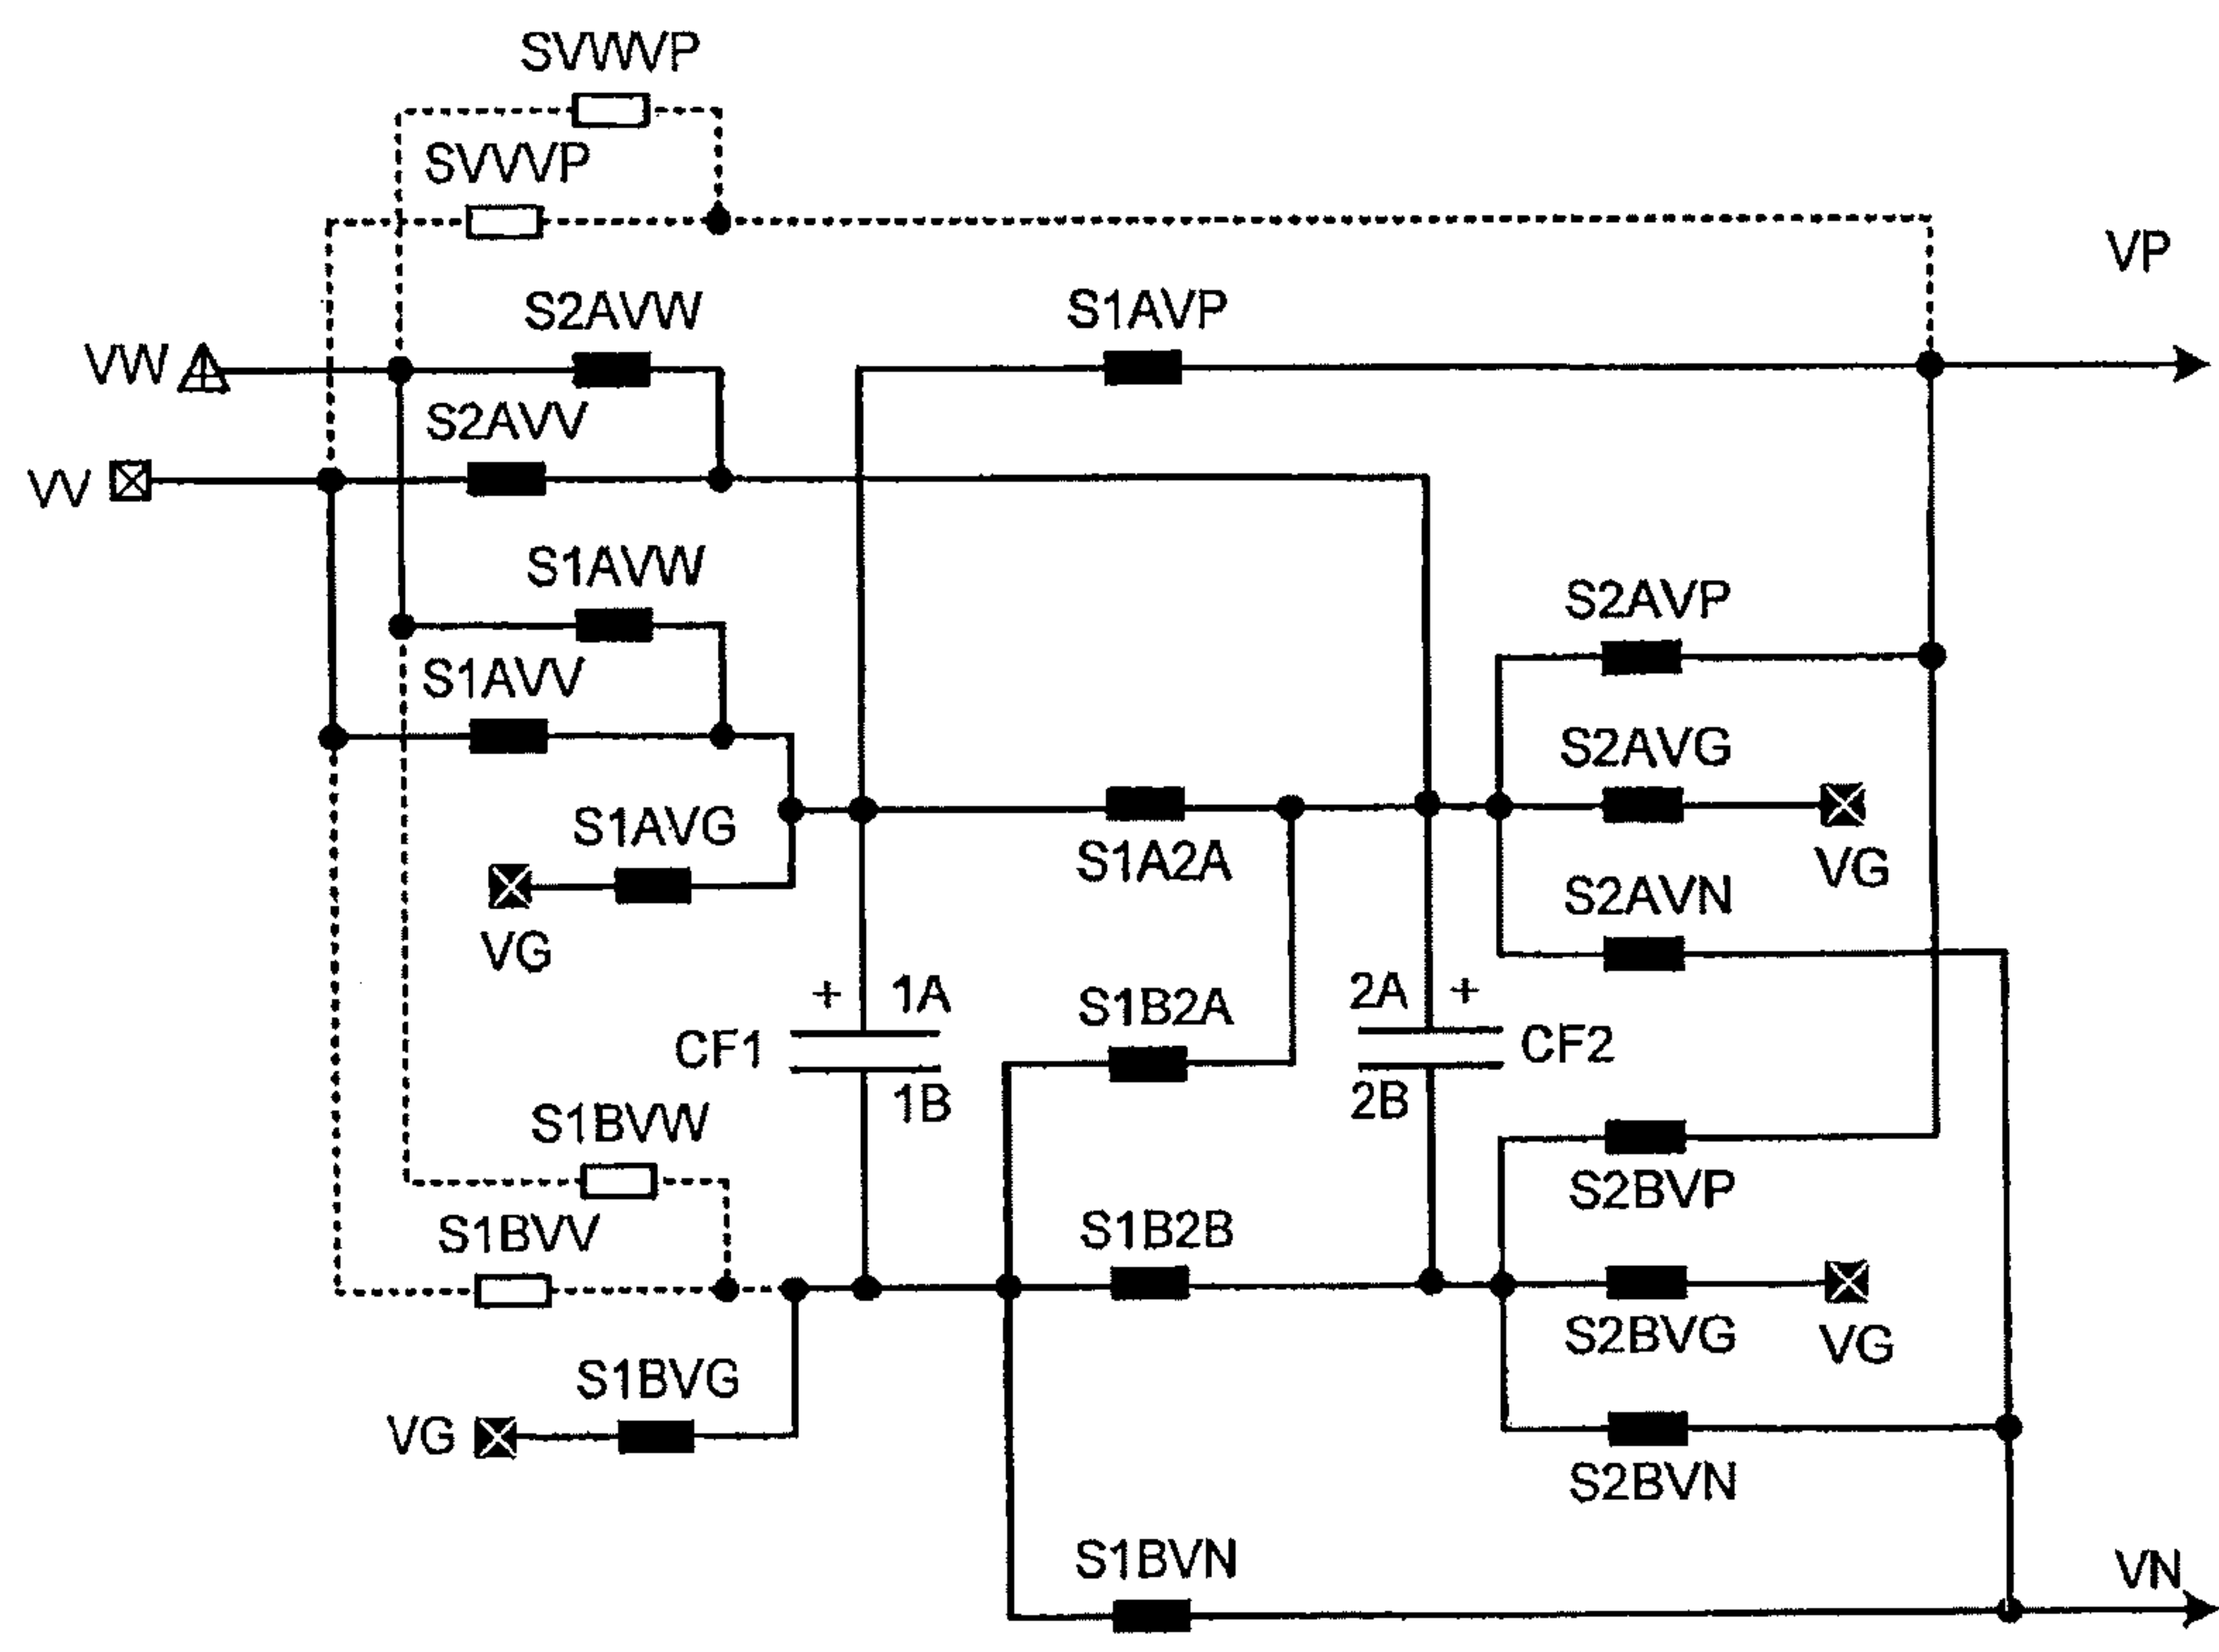 SVWVP
SVVVP
VP
S2AVW
S1AVP
VW
S2AVV
VV
S1AVW
S2AVP
S1AVV
S2AVG
S1AVG
S1A2A
VG
S2AVN
VG
+ 1A
S1B2A
2A +
CF1
CF2
1B
2B
S1BVW
S2BVP
S1BVV
S1B2B
S2BVG
VG
S1BVG
VG
S2BVN
S1BVN
VN